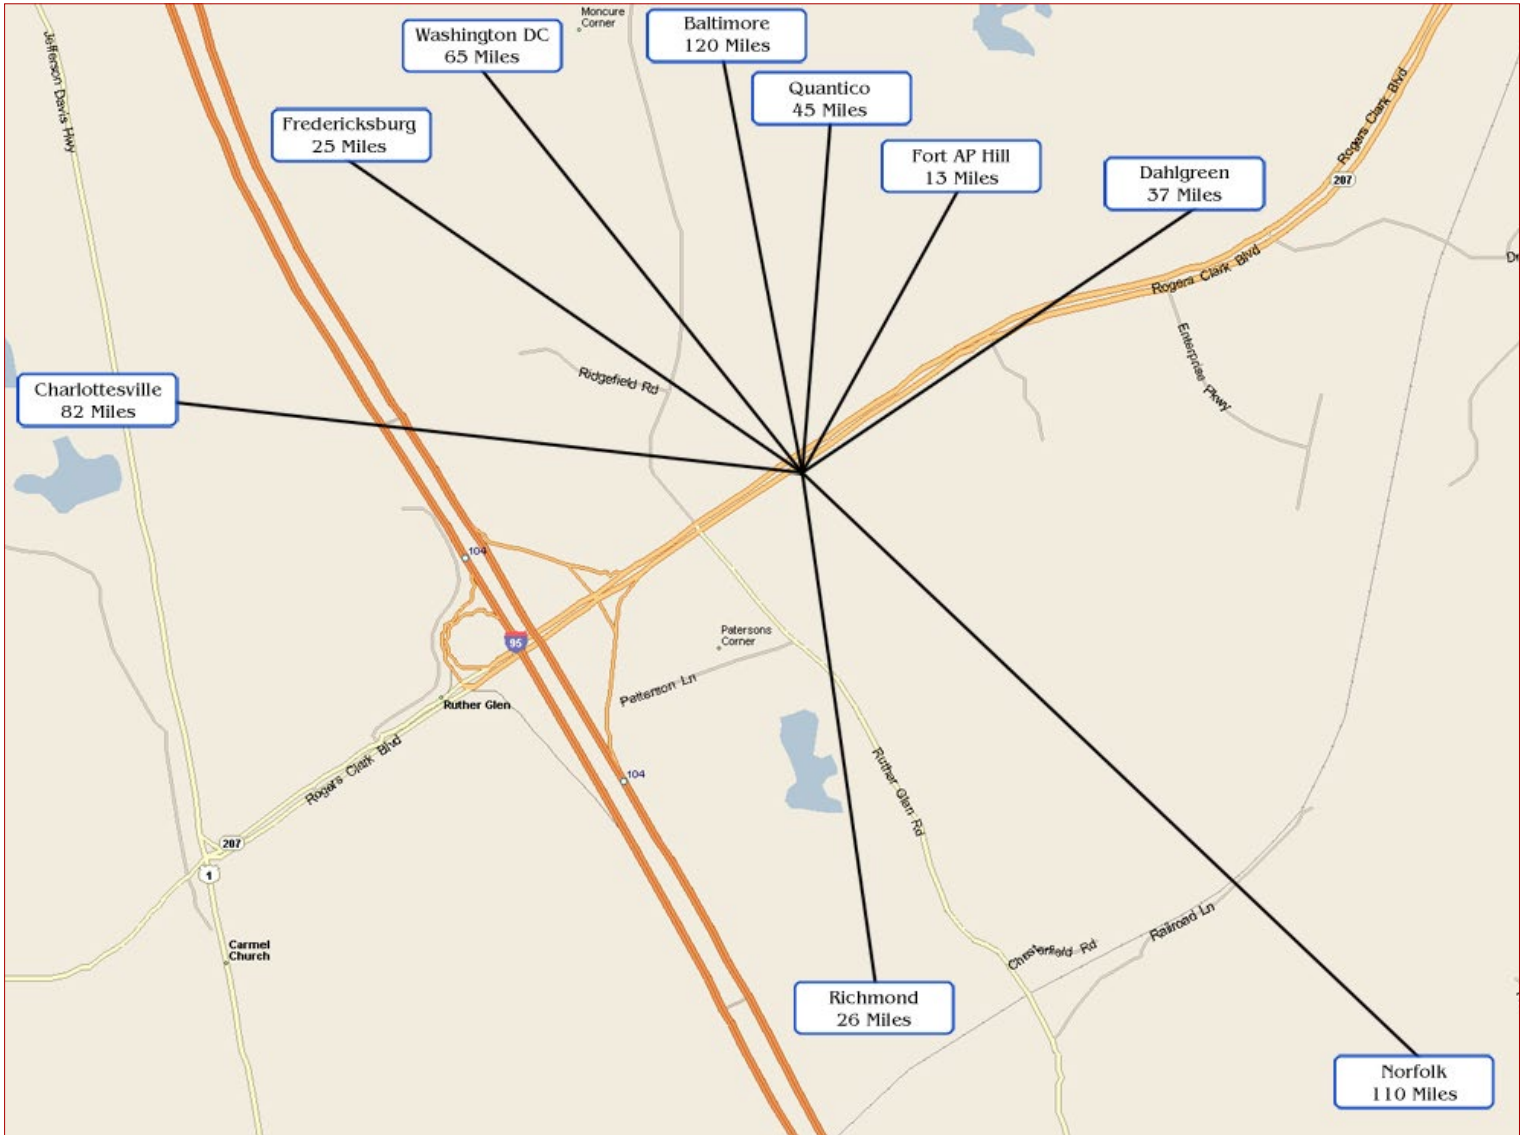 Moncure
Corner
Washington DC
65 Miles
Baltimore
120 Miles
Quantico
45 Miles
Fredericksburg
25 Miles
Fort AP Hill
13 Miles
Dahlgreen
37 Miles
Jefferson Davis Hwy
Rogers Clark Blvd
207
Rogers Clark Blvd
Enterprise Pkwy
Ridgefield Rd
Charlottesville
82 Miles
104
95
Patersons
Corner
Patterson Ln
Ruther Glen
Rogers Clark Blvd
104
Ruther Glen Rd
207
1
Carmel
Church
Chesterfield Rd
Railroad Ln
Richmond
26 Miles
Norfolk
110 Miles